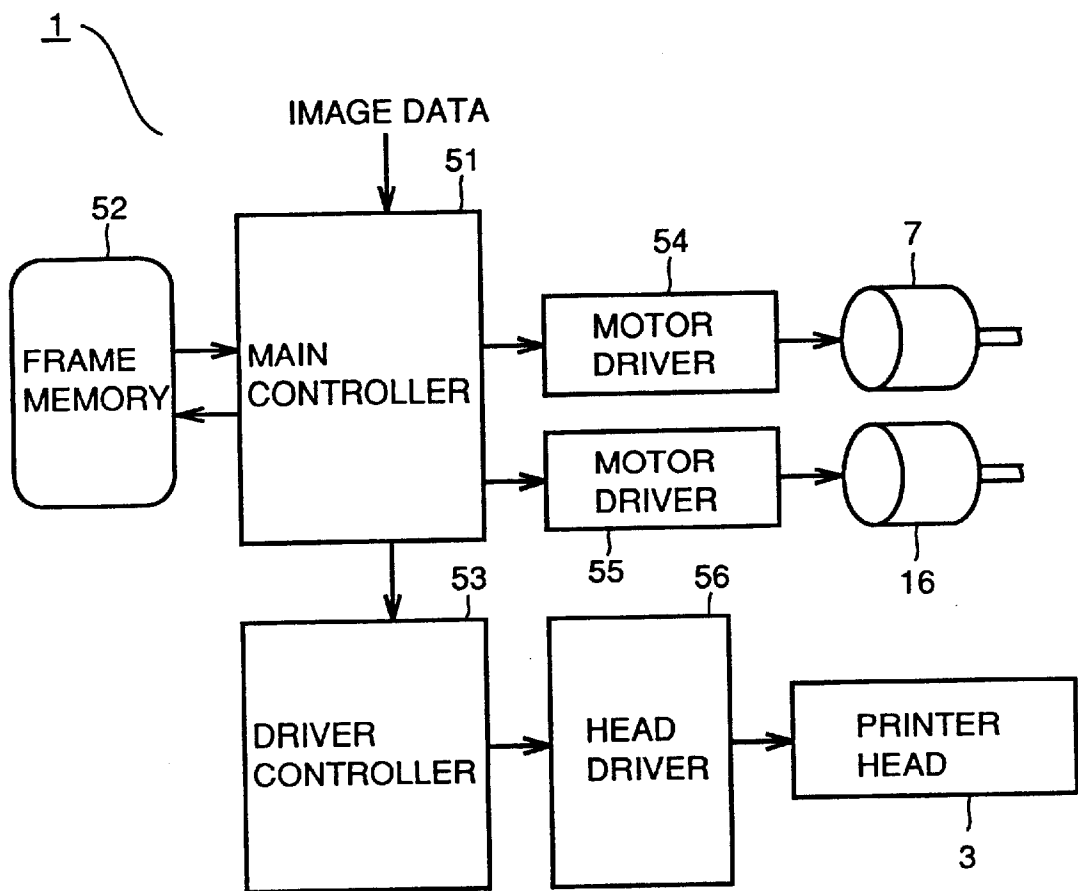 1
IMAGE DATA
51
52
54
7
FRAME
MEMORY
MAIN
CONTROLLER
MOTOR
DRIVER
MOTOR
DRIVER
55
16
53
56
DRIVER
CONTROLLER
HEAD
DRIVER
PRINTER
HEAD
3